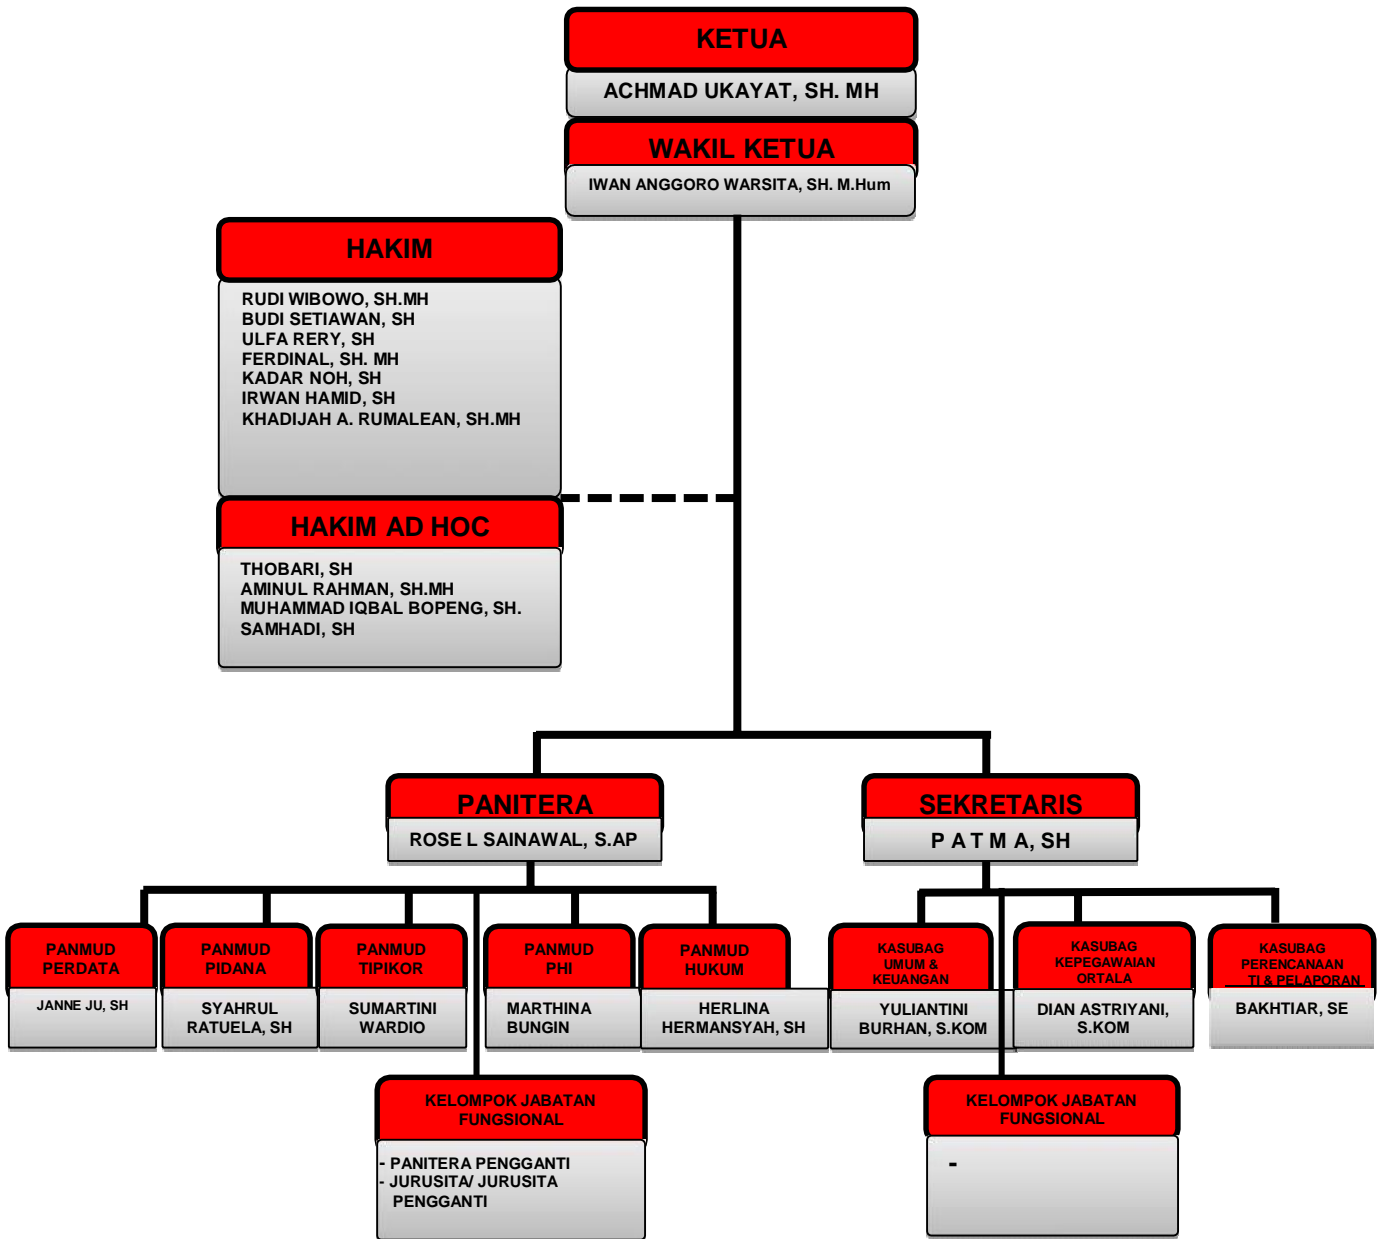 KETUA
ACHMAD UKAYAT, SH. MH
WAKIL KETUA
IWAN ANGGORO WARSITA, SH. M.Hum
HAKIM
RUDI WIBOWO, SH.MH
BUDI SETIAWAN, SH
ULFA RERY, SH
FERDINAL, SH. MH
KADAR NOH, SH
IRWAN HAMID, SH
KHADIJAH A. RUMALEAN, SH.MH
HAKIM AD HOC
THOBARI, SH
AMINUL RAHMAN, SH.MH
MUHAMMAD IQBAL BOPENG, SH.
SAMHADI, SH
PANITERA
ROSE L SAINAWAL, S.AP
SEKRETARIS
P A T M A, SH
PANMUD
PERDATA
JANNE JU, SH
PANMUD
PIDANA
SYAHRUL
RATUELA, SH
PANMUD
TIPIKOR
SUMARTINI
WARDIO
PANMUD
PHI
MARTHINA
BUNGIN
PANMUD
HUKUM
HERLINA
HERMANSYAH, SH
KASUBAG
UMUM &
KEUANGAN
YULIANTINI
BURHAN, S.KOM
KASUBAG
KEPEGAWAIAN
ORTALA
DIAN ASTRIYANI,
S.KOM
KASUBAG
PERENCANAAN
TI & PELAPORAN
BAKHTIAR, SE
KELOMPOK JABATAN
FUNGSIONAL
- PANITERA PENGGANTI
- JURUSITA/ JURUSITA
PENGGANTI
KELOMPOK JABATAN
FUNGSIONAL
-